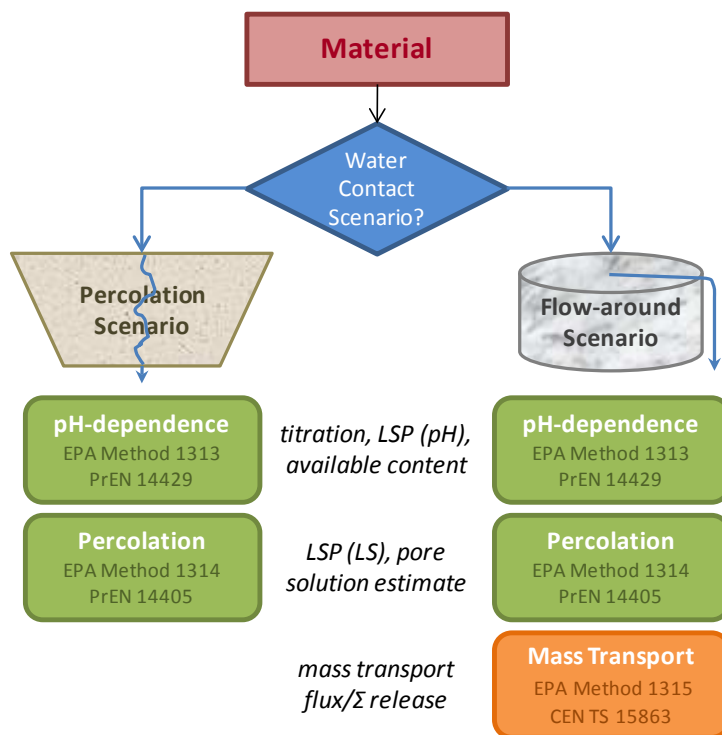 Material
Water
Contact
Scenario?
Percolation
Scenario
Flow-around
Scenario
pH-dependence
EPA Method 1313
PrEN 14429
titration, LSP (pH),
available content
pH-dependence
EPA Method 1313
PrEN 14429
Percolation
EPA Method 1314
PrEN 14405
LSP (LS), pore
solution estimate
Percolation
EPA Method 1314
PrEN 14405
mass transport
flux/Σ release
Mass Transport
EPA Method 1315
CEN TS 15863